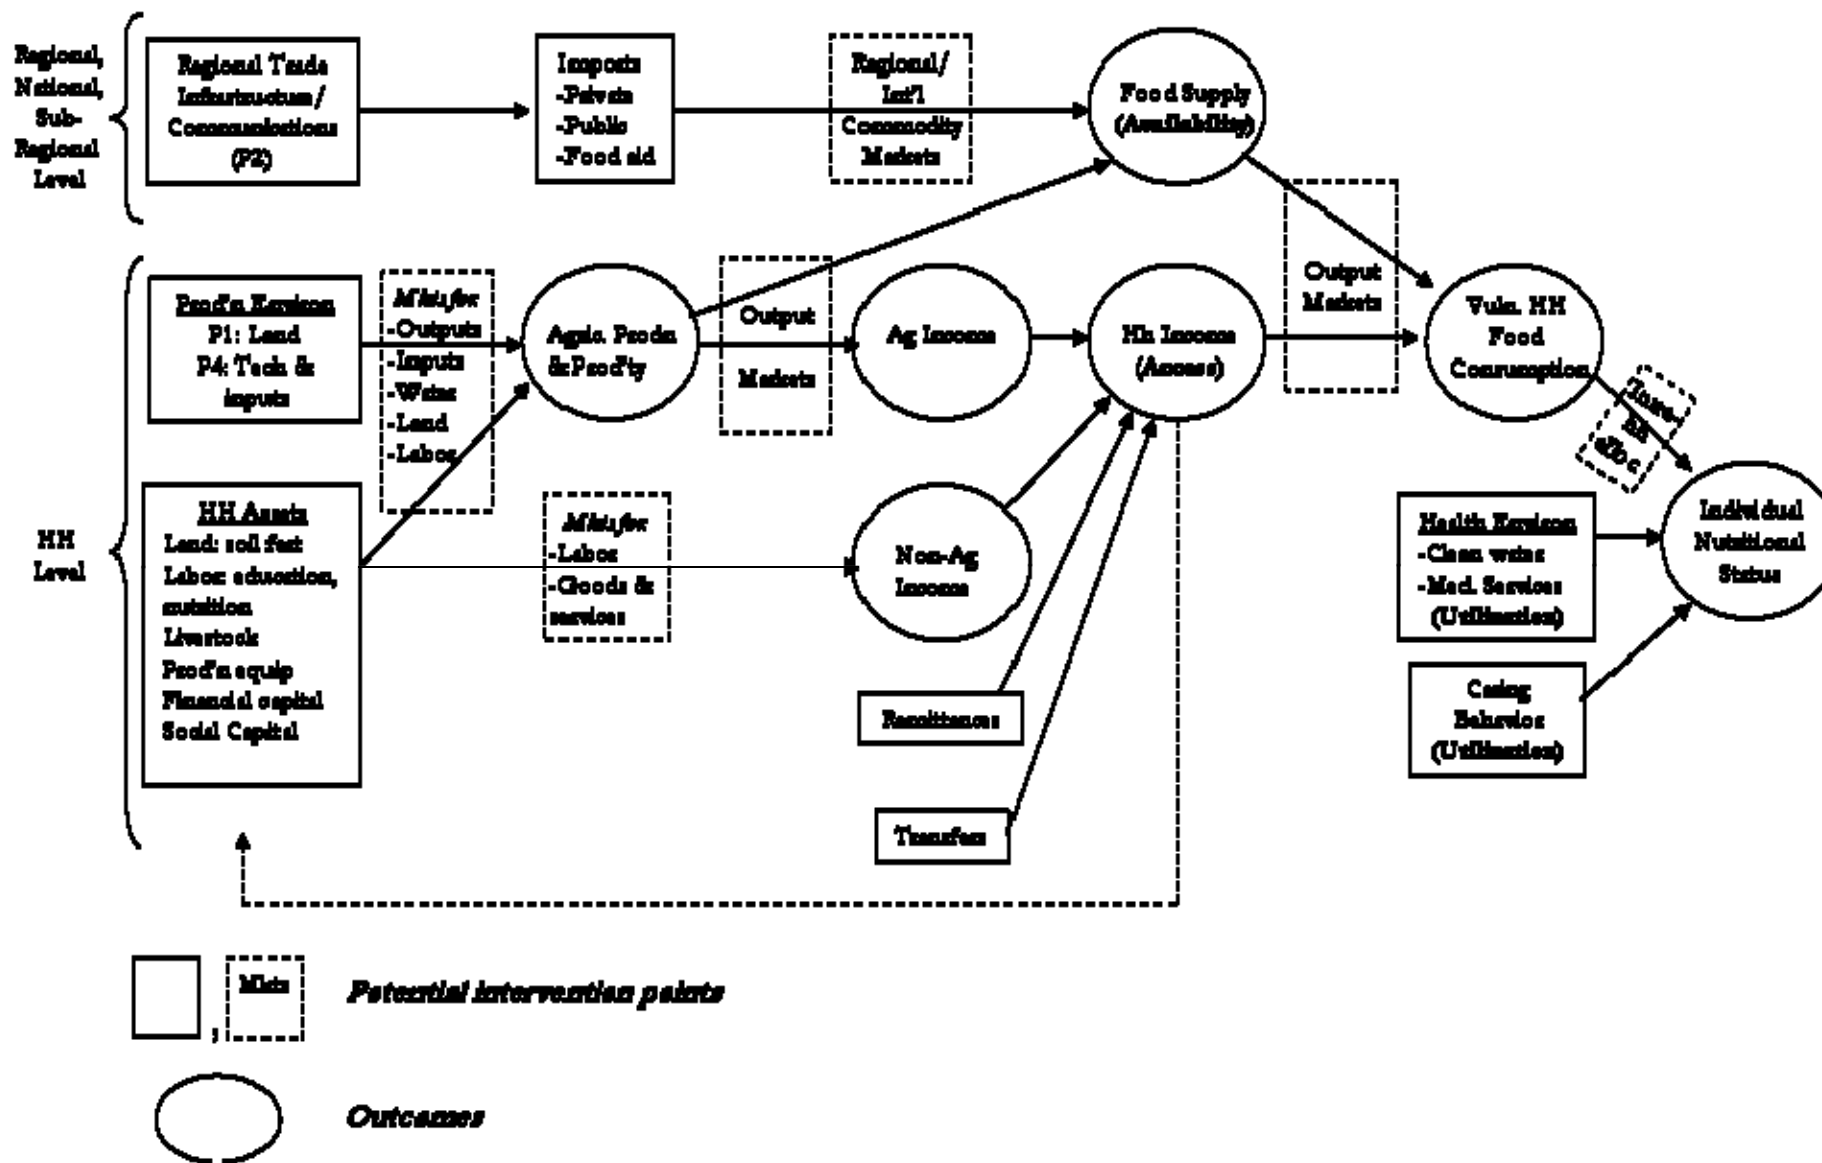 Regional,
National,
Sub-
Regional
Level
Regional Trade
Infrastructure/
Communications
(P2)
Imports
-Private
-Public
-Food aid
Regional/
Int'l
Commodity
Markets
Food Supply
(Availability)
HH
Level
Prod'n Environ
P1: Land
P4: Tech &
inputs
Mkts for
-Outputs
-Inputs
-Water
-Land
-Labor
Agric. Prodn
& Prod'ty
Output
Markets
Ag Income
Hh Income
(Access)
Output
Markets
Vuln. HH
Food
Consumption
Intra-
hh
alloc
HH Assets
Land: soil fert
Labor: education,
nutrition
Livestock
Prod'n equip
Financial capital
Social Capital
Mkts for
-Labor
-Goods &
services
Non-Ag
Income
Remittances
Transfers
Health Environ
-Clean water
-Med. Services
(Utilization)
Individual
Nutritional
Status
Caring
Behavior
(Utilization)
Mkts
, Potential intervention points
Outcomes